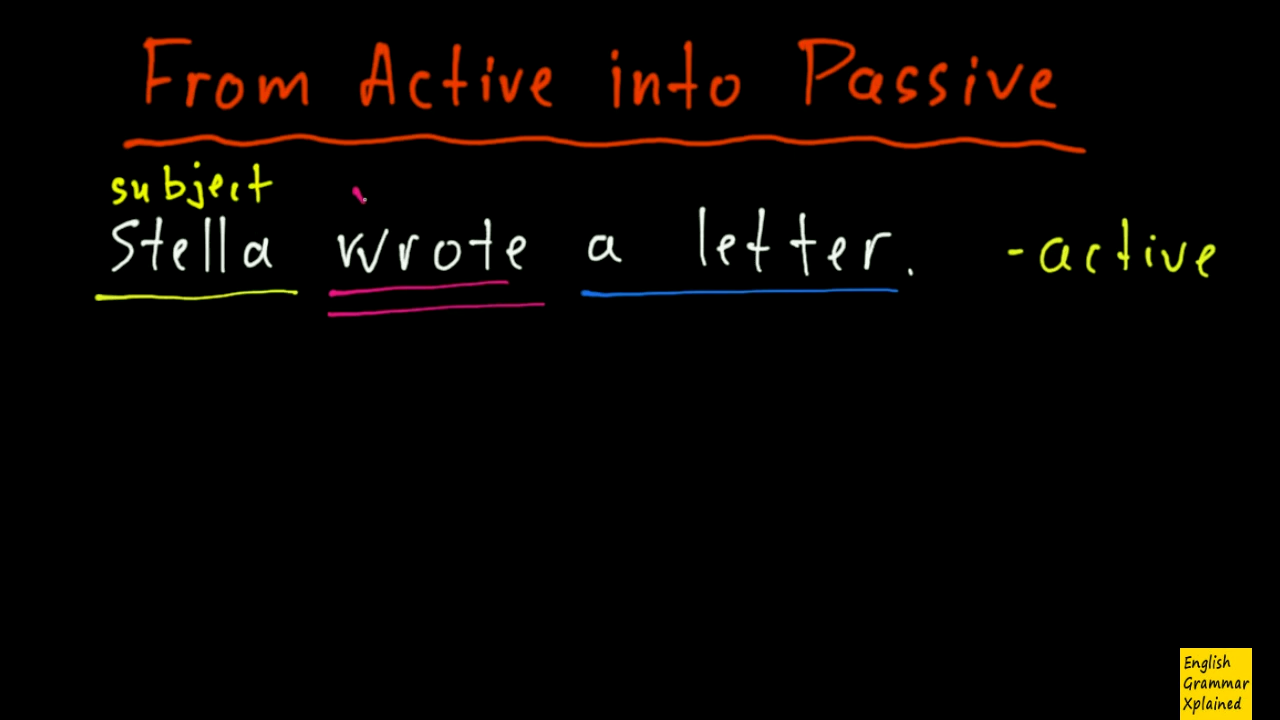 From Active into Passive
subject
Stella wrote a letter. -active
English
Grammar
Xplained